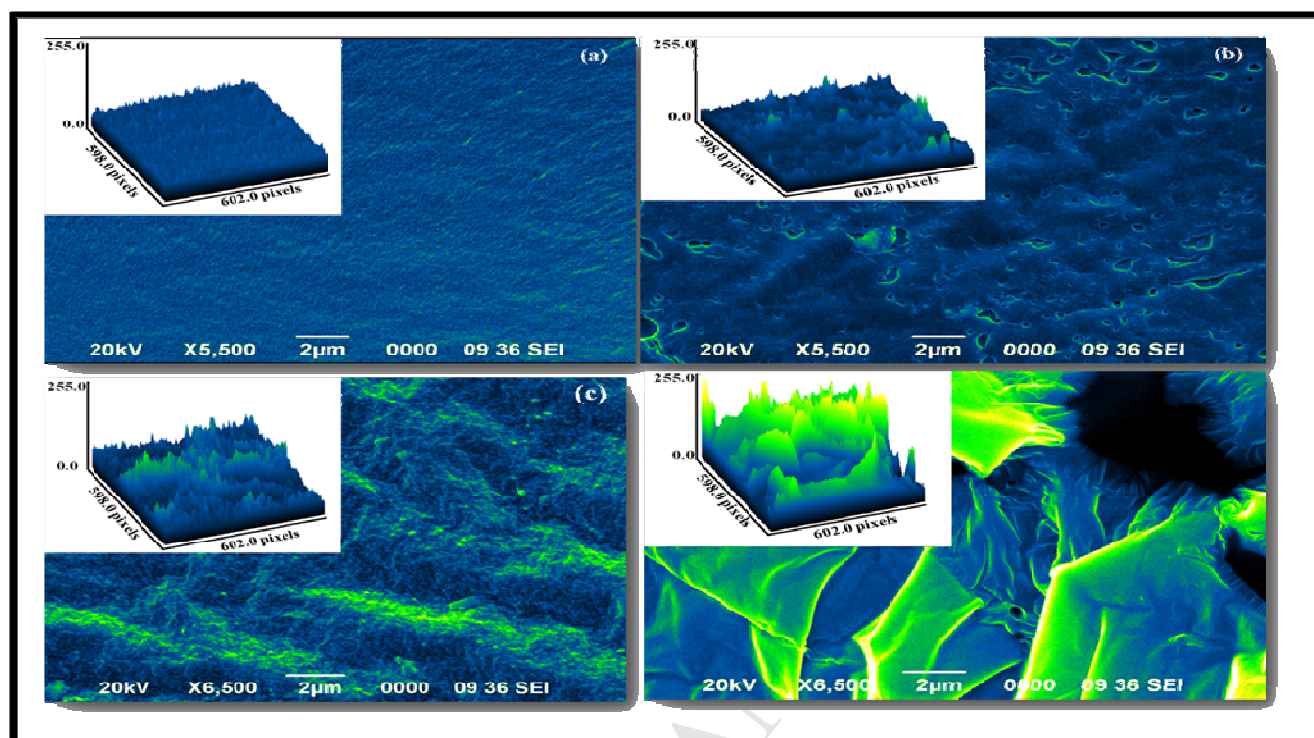 255.0
(a)
0.0
598.0 pixels
602.0 pixels
20kV X5,500 2µm 0000 09 36 SEI
255.0
(b)
0.0
598.0 pixels
602.0 pixels
20kV X5,500 2µm 0000 09 36 SEI
255.0
(c)
0.0
598.0 pixels
602.0 pixels
20kV X6,500 2µm 0000 09 36 SEI
255.0
0.0
598.0 pixels
602.0 pixels
20kV X6,500 2µm 0000 09 36 SEI